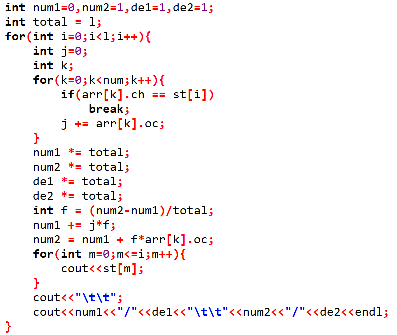 int num1=0,num2=1,de1=1,de2=1;
int total = l;
for(int i=0;i<l;i++){
    int j=0;
    int k;
    for(k=0;k<num;k++){
        if(arr[k].ch == st[i])
            break;
        j += arr[k].oc;
    }
    num1 *= total;
    num2 *= total;
    de1 *= total;
    de2 *= total;
    int f = (num2-num1)/total;
    num1 += j*f;
    num2 = num1 + f*arr[k].oc;
    for(int m=0;m<=i;m++){
        cout<<st[m];
    }
    cout<<"\t\t";
    cout<<num1<<"/"<<de1<<"\t\t"<<num2<<"/"<<de2<<endl;
}